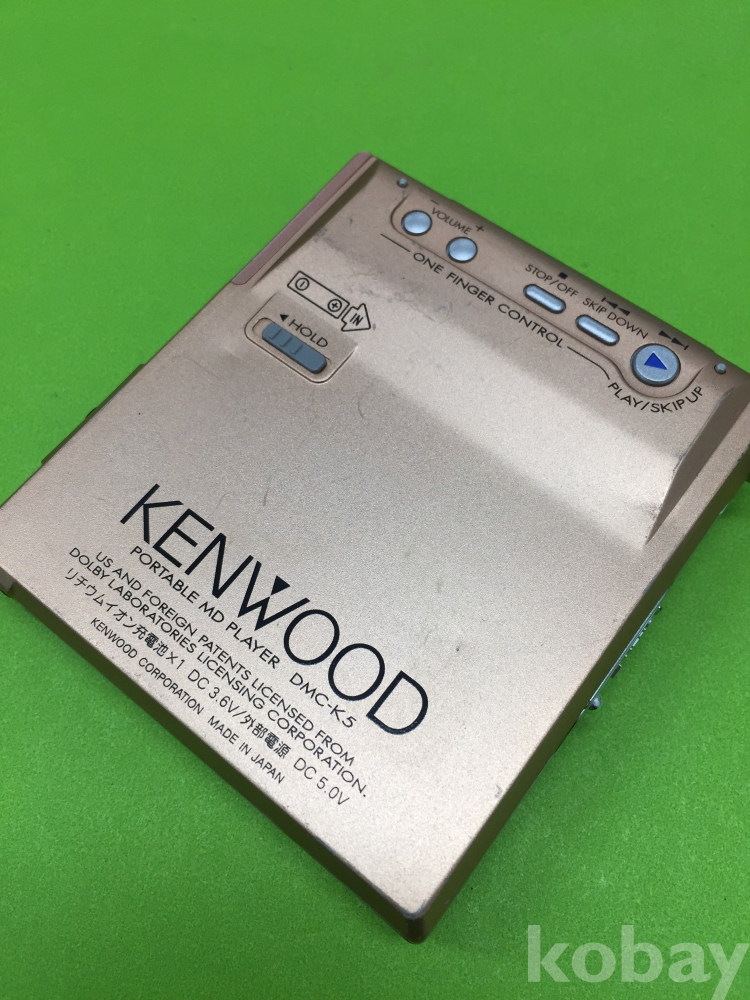 - VOLUME +
ONE FINGER CONTROL
■
STOP/OFF
|◀◀
SKIP DOWN
▶▶|
PLAY/SKIP UP
IN
◀ HOLD
KENWOOD
PORTABLE MD PLAYER DMC-K5
US AND FOREIGN PATENTS LICENSED FROM
DOLBY LABORATORIES LICENSING CORPORATION.
リチウムイオン充電池×1 DC 3.6V/外部電源 DC 5.0V
KENWOOD CORPORATION MADE IN JAPAN
kobay